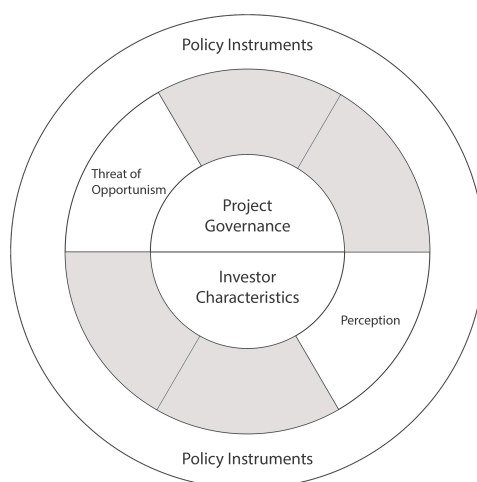 Policy Instruments
Threat of
Opportunism
Project
Governance
Investor
Characteristics
Perception
Policy Instruments